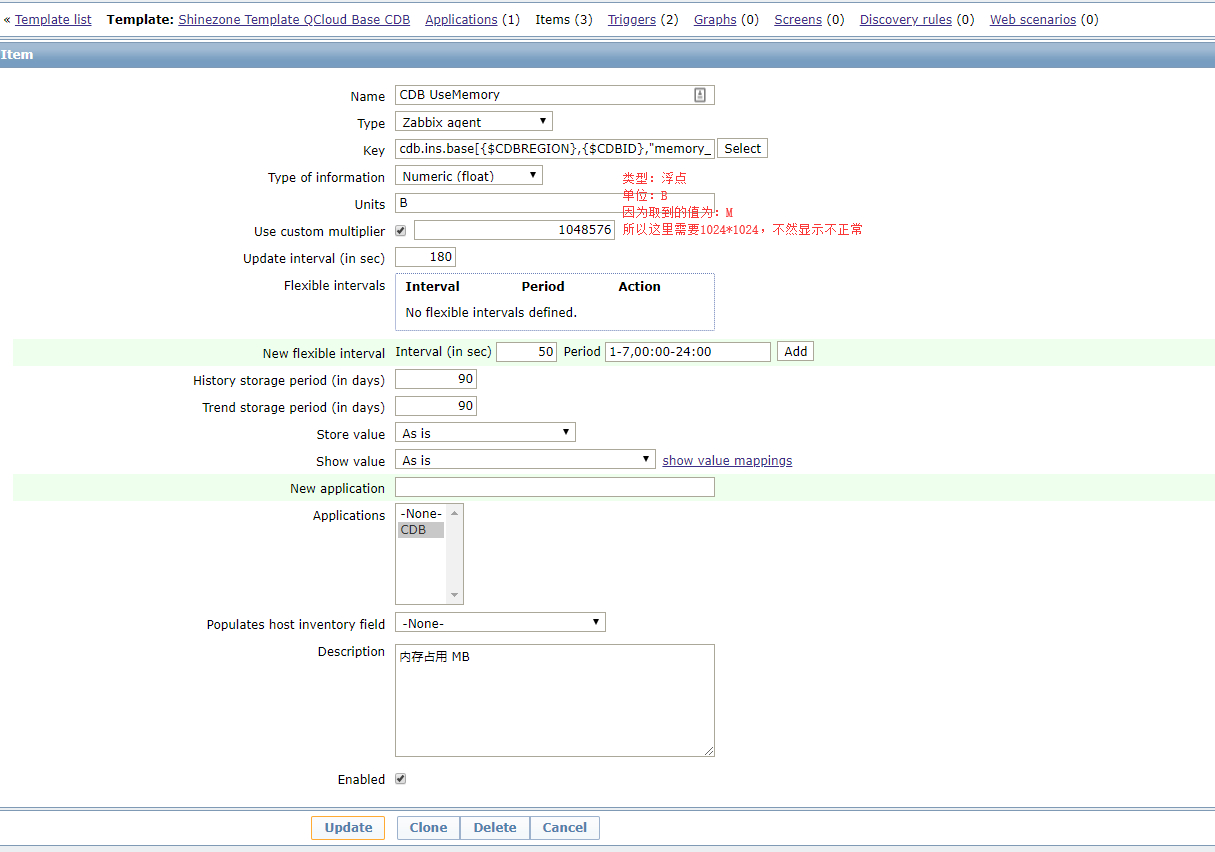 « Template list Template: Shinezone Template QCloud Base CDB Applications (1) Items (3) Triggers (2) Graphs (0) Screens (0) Discovery rules (0) Web scenarios (0)
Item
Name CDB UseMemory
Type Zabbix agent
Key cdb.ins.base[{$CDBREGION},{$CDBID},"memory_ Select
Type of information Numeric (float)
类型：浮点
单位：B
Units B
因为取到的值为：M
所以这里需要1024*1024，不然显示不正常
Use custom multiplier 1048576
Update interval (in sec) 180
Flexible intervals Interval Period Action
No flexible intervals defined.
New flexible interval Interval (in sec) 50 Period 1-7,00:00-24:00 Add
History storage period (in days) 90
Trend storage period (in days) 90
Store value As is
Show value As is show value mappings
New application
Applications -None-
CDB
Populates host inventory field -None-
Description 内存占用 MB
Enabled
Update Clone Delete Cancel